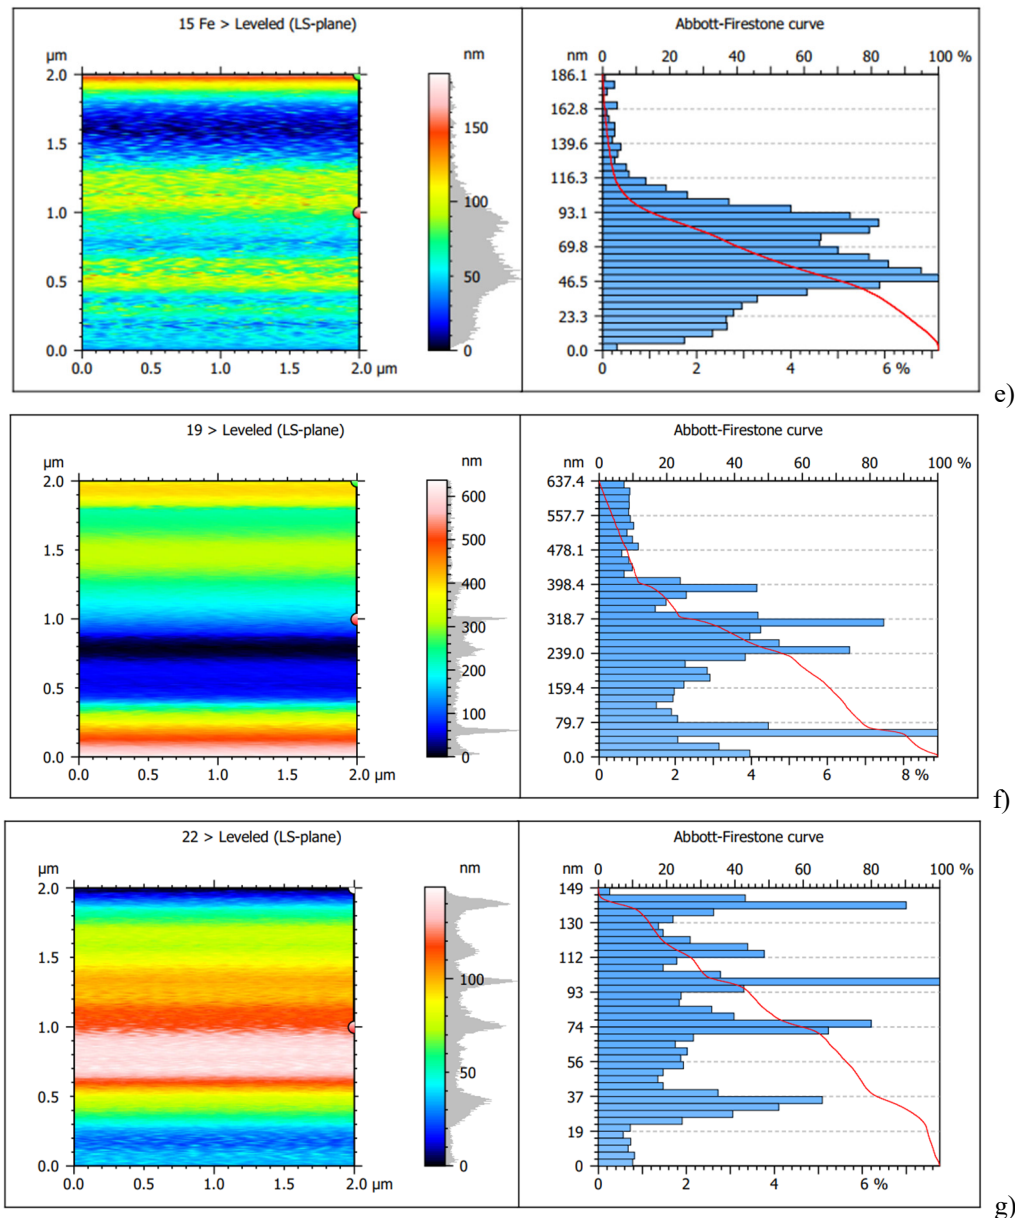 15 Fe > Leveled (LS-plane)
µm
nm
2.0
1.5
1.0
0.5
0.0
0.0 0.5 1.0 1.5 2.0 µm
150
100
50
0
Abbott-Firestone curve
nm 0 20 40 60 80 100 %
186.1
162.8
139.6
116.3
93.1
69.8
46.5
23.3
0.0
0 2 4 6 %
e)
19 > Leveled (LS-plane)
µm
nm
2.0
1.5
1.0
0.5
0.0
0.0 0.5 1.0 1.5 2.0 µm
600
500
400
300
200
100
0
Abbott-Firestone curve
nm 0 20 40 60 80 100 %
637.4
557.7
478.1
398.4
318.7
239.0
159.4
79.7
0.0
0 2 4 6 8 %
f)
22 > Leveled (LS-plane)
µm
nm
2.0
1.5
1.0
0.5
0.0
0.0 0.5 1.0 1.5 2.0 µm
100
50
0
Abbott-Firestone curve
nm 0 20 40 60 80 100 %
149
130
112
93
74
56
37
19
0
0 2 4 6 %
g)